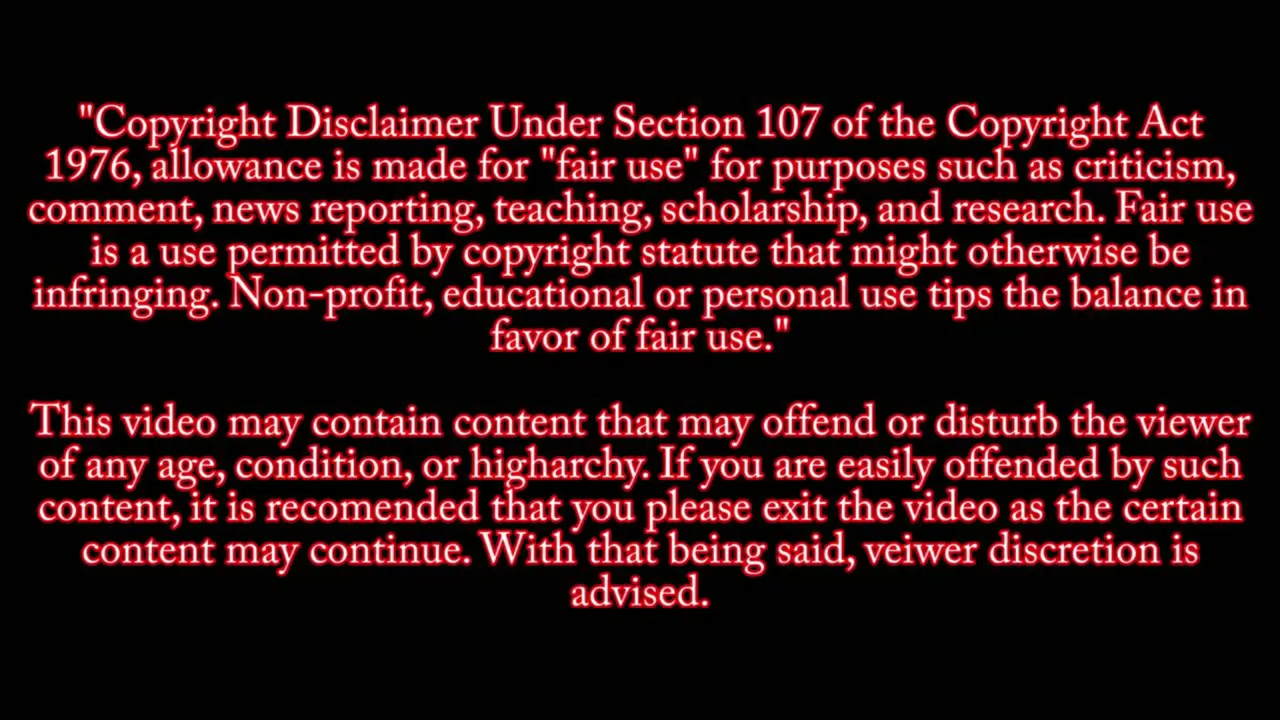 "Copyright Disclaimer Under Section 107 of the Copyright Act
1976, allowance is made for "fair use" for purposes such as criticism,
comment, news reporting, teaching, scholarship, and research. Fair use
is a use permitted by copyright statute that might otherwise be
infringing. Non-profit, educational or personal use tips the balance in
favor of fair use."
This video may contain content that may offend or disturb the viewer
of any age, condition, or higharchy. If you are easily offended by such
content, it is recomended that you please exit the video as the certain
content may continue. With that being said, veiwer discretion is
advised.